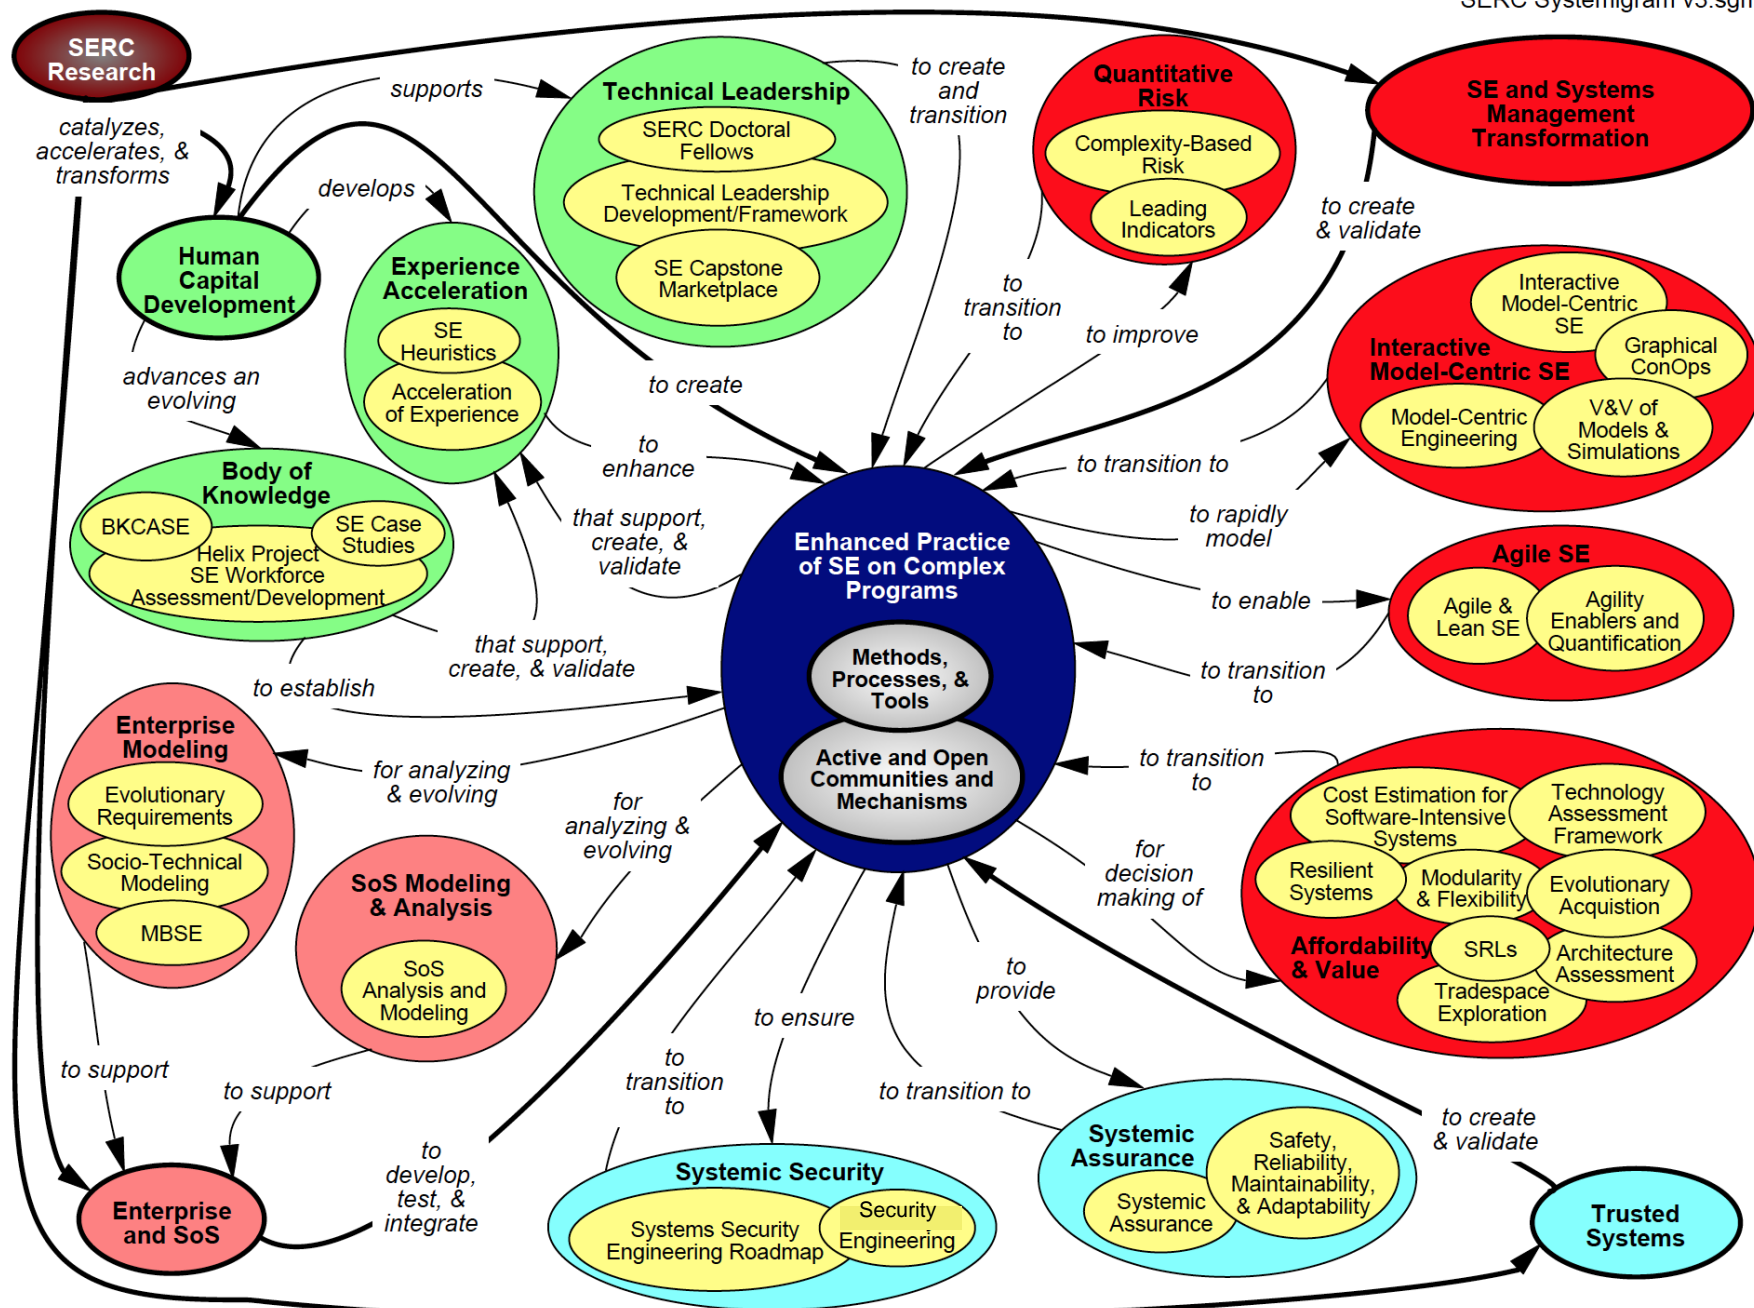 SERC Systemigram v3.sgm
SERC
Research
catalyzes,
accelerates, &
transforms
supports
develops
Human
Capital
Development
advances an
evolving
Technical Leadership
SERC Doctoral
Fellows
Technical Leadership
Development/Framework
SE Capstone
Marketplace
to create
and
transition
Quantitative
Risk
Complexity-Based
Risk
Leading
Indicators
SE and Systems
Management
Transformation
to create
& validate
Experience
Acceleration
SE
Heuristics
Acceleration
of Experience
to create
to
enhance
to
transition
to
to improve
Interactive
Model-Centric SE
Interactive
Model-Centric
SE
Graphical
ConOps
Model-Centric
Engineering
V&V of
Models &
Simulations
to transition to
to rapidly
model
Body of
Knowledge
BKCASE
SE Case
Studies
Helix Project
SE Workforce
Assessment/Development
that support,
create, &
validate
that support,
create, & validate
to establish
Enhanced Practice
of SE on Complex
Programs
Methods,
Processes, &
Tools
Active and Open
Communities and
Mechanisms
Agile SE
Agile &
Lean SE
Agility
Enablers and
Quantification
to enable
to transition
to
Enterprise
Modeling
Evolutionary
Requirements
Socio-Technical
Modeling
MBSE
for analyzing
& evolving
for
analyzing &
evolving
SoS Modeling
& Analysis
SoS
Analysis and
Modeling
to transition
to
for
decision
making of
Cost Estimation for
Software-Intensive
Systems
Technology
Assessment
Framework
Resilient
Systems
Modularity
& Flexibility
Evolutionary
Acquistion
Affordability
& Value
SRLs
Architecture
Assessment
Tradespace
Exploration
to support
to support
to
develop,
test, &
integrate
to
transition
to
to ensure
to
provide
to transition to
to create
& validate
Enterprise
and SoS
Systemic Security
Systems Security
Engineering Roadmap
Security
Engineering
Systemic
Assurance
Systemic
Assurance
Safety,
Reliability,
Maintainability,
& Adaptability
Trusted
Systems